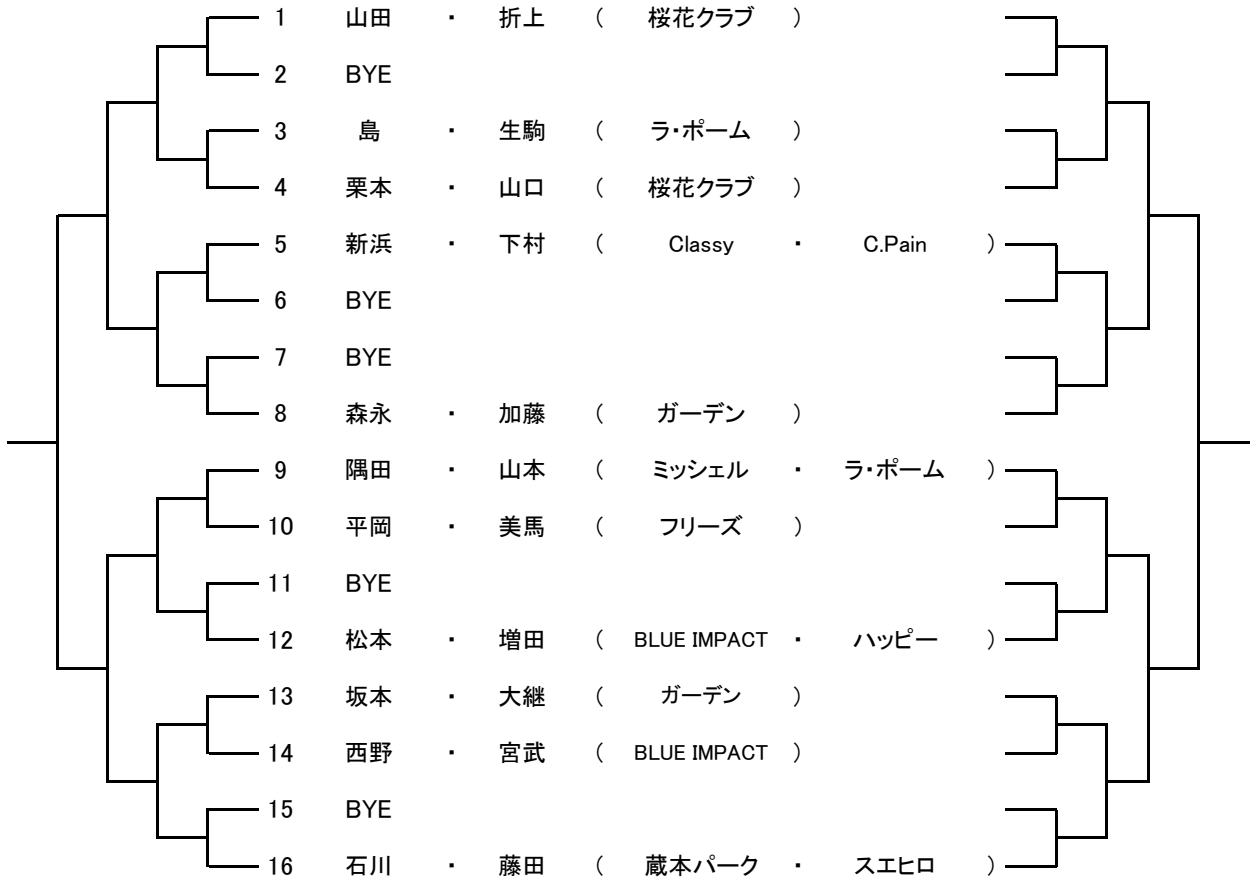 1 山田 ・ 折上 ( 桜花クラブ )
2 BYE
3 島 ・ 生駒 ( ラ・ポーム )
4 栗本 ・ 山口 ( 桜花クラブ )
5 新浜 ・ 下村 ( Classy ・ C.Pain )
6 BYE
7 BYE
8 森永 ・ 加藤 ( ガーデン )
9 隅田 ・ 山本 ( ミッシェル ・ ラ・ポーム )
10 平岡 ・ 美馬 ( フリーズ )
11 BYE
12 松本 ・ 増田 ( BLUE IMPACT ・ ハッピー )
13 坂本 ・ 大継 ( ガーデン )
14 西野 ・ 宮武 ( BLUE IMPACT )
15 BYE
16 石川 ・ 藤田 ( 蔵本パーク ・ スエヒロ )